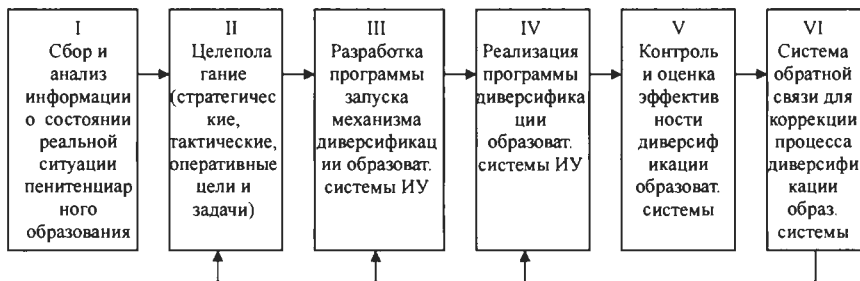 I
Сбор и
анализ
информации
о состоянии
реальной
ситуации
пенитенциар
ного
образования
II
Целепола
гание
(стратегичес
кие,
тактические,
оперативные
цели и
задачи)
III
Разработка
программы
запуска
механизма
диверсификац
ии образоват.
системы ИУ
IV
Реализация
программы
диверсифика
ции
образоват.
системы ИУ
V
Контроль
и оценка
эффектив
ности
диверсиф
икации
образоват.
системы
VI
Система
обратной
связи для
коррекции
процесса
диверсифи
кации
образ.
системы